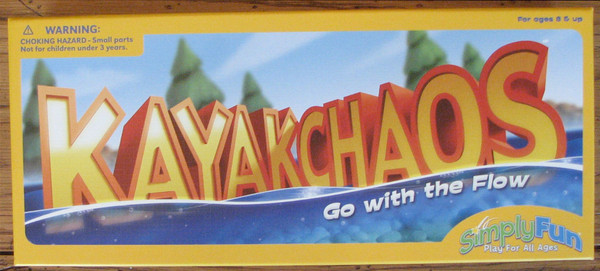 WARNING:
CHOKING HAZARD - Small parts
Not for children under 3 years.
For ages 8 & up
KAYAKCHAOS
Go with the Flow
SimplyFun
Play For All Ages